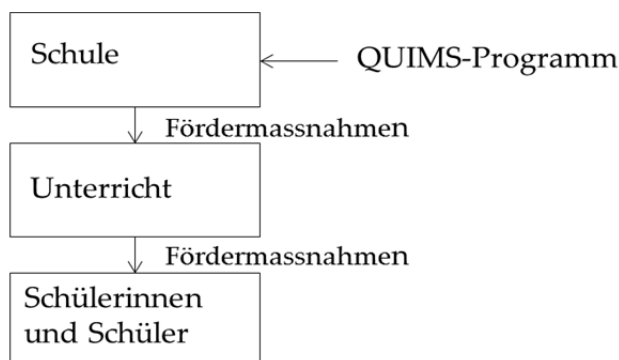 Schule
QUIMS-Programm
Fördermassnahmen
Unterricht
Fördermassnahmen
Schülerinnen
und Schüler